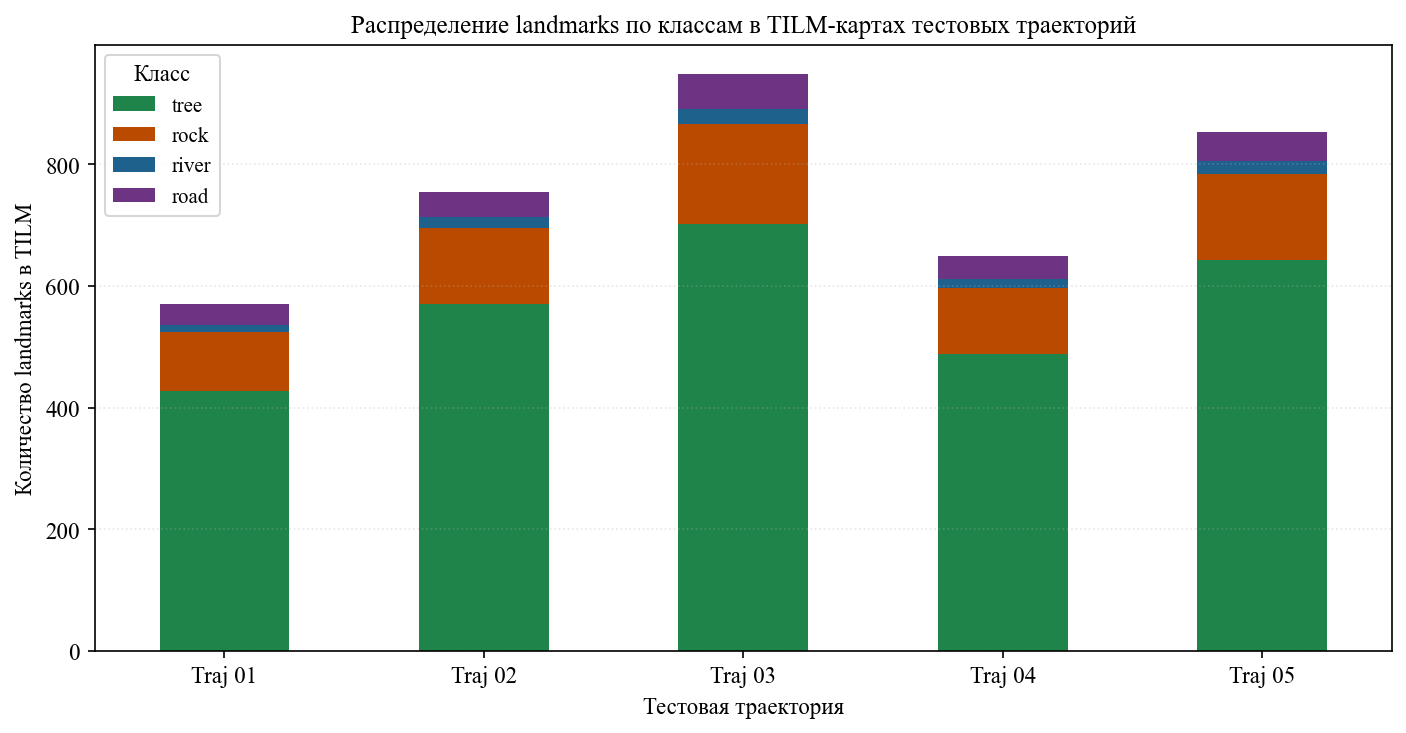 Распределение landmarks по классам в TILM-картах тестовых траекторий
Класс
tree
rock
river
road
Количество landmarks в TILM
800
600
400
200
0
Traj 01 Traj 02 Traj 03 Traj 04 Traj 05
Тестовая траектория